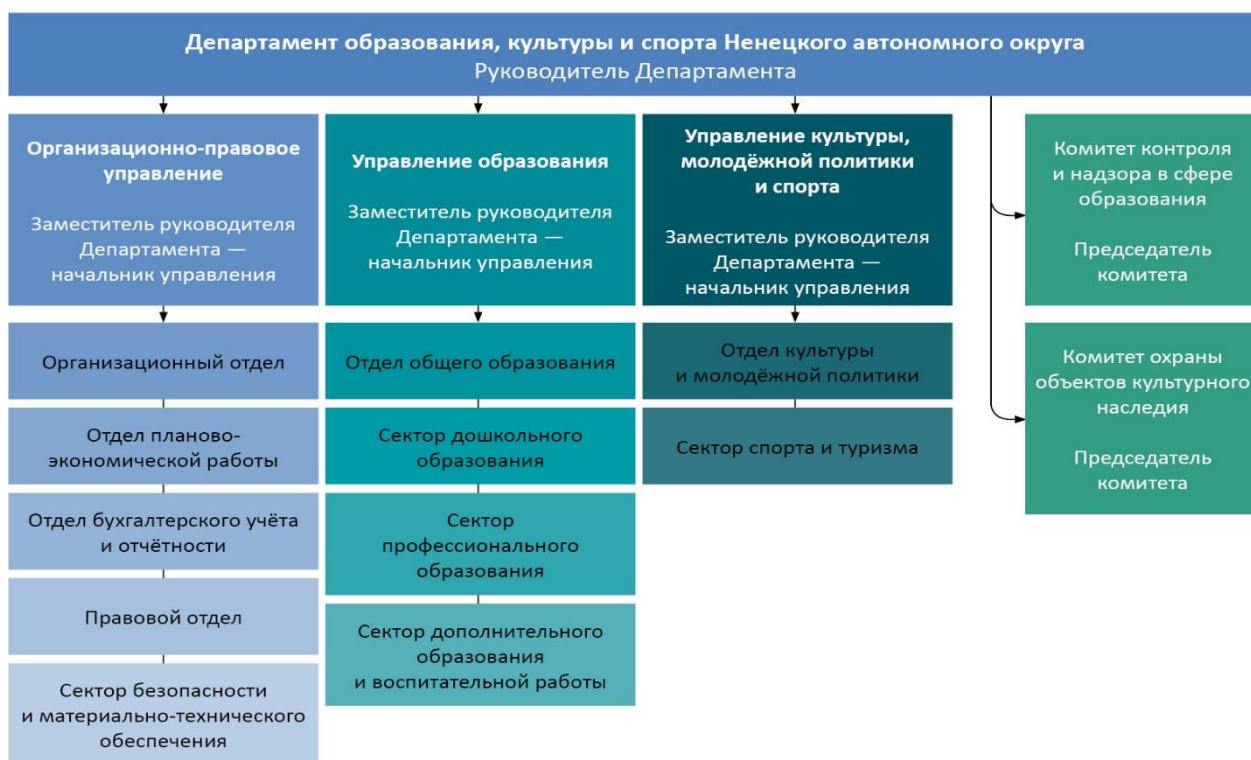 Департамент образования, культуры и спорта Ненецкого автономного округа
Руководитель Департамента
Организационно-правовое
управление
Заместитель руководителя
Департамента —
начальник управления
Организационный отдел
Отдел планово-
экономической работы
Отдел бухгалтерского учёта
и отчётности
Правовой отдел
Сектор безопасности
и материально-технического
обеспечения
Управление образования
Заместитель руководителя
Департамента —
начальник управления
Отдел общего образования
Сектор дошкольного
образования
Сектор
профессионального
образования
Сектор дополнительного
образования
и воспитательной работы
Управление культуры,
молодёжной политики
и спорта
Заместитель руководителя
Департамента —
начальник управления
Отдел культуры
и молодёжной политики
Сектор спорта и туризма
Комитет контроля
и надзора в сфере
образования
Председатель
комитета
Комитет охраны
объектов культурного
наследия
Председатель
комитета